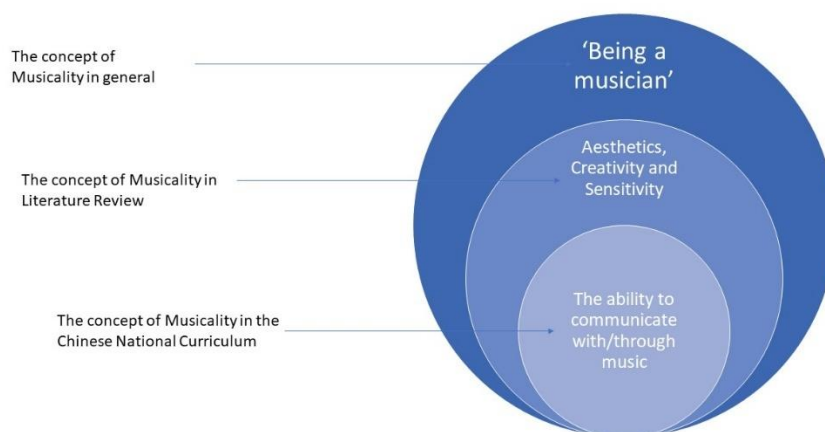 The concept of
Musicality in general
‘Being a
musician’
The concept of Musicality in
Literature Review
Aesthetics,
Creativity and
Sensitivity
The concept of Musicality in the
Chinese National Curriculum
The ability to
communicate
with/through
music